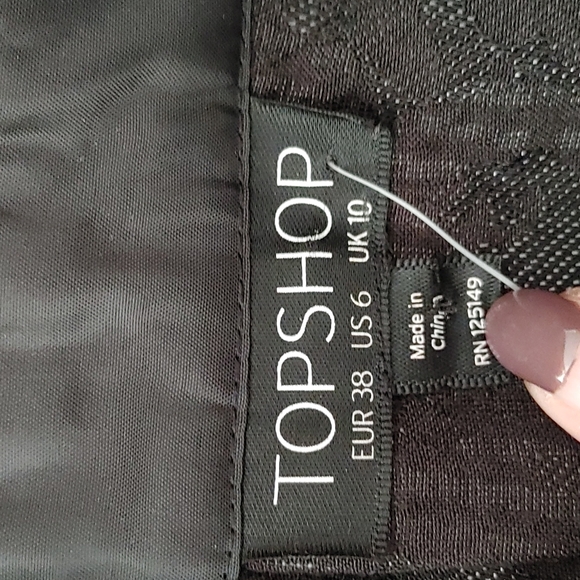 TOPSHOP
EUR 38 US 6 UK 10
Made in
China
RN 125149